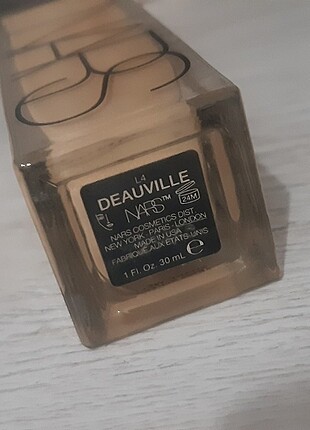 NARS
L4
DEAUVILLE
NARS™
24M
NARS COSMETICS DIST.
NEW YORK · PARIS · LONDON
MADE IN USA
FABRIQUÉ AUX ÉTATS-UNIS
1 Fl. Oz. 30 mL e